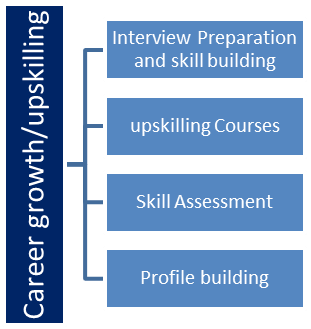 Career growth/upskilling
Interview Preparation
and skill building
upskilling Courses
Skill Assessment
Profile building